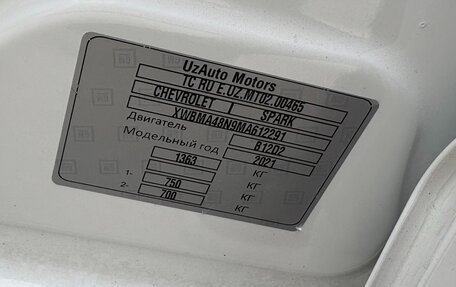 UzAuto Motors
TC RU E.UZ.MT02.00465
CHEVROLET SPARK
XWBMA48N9MA612291
Двигатель B12D2
Модельный год 2021
1363 КГ
1- 750 КГ
2- 700 КГ